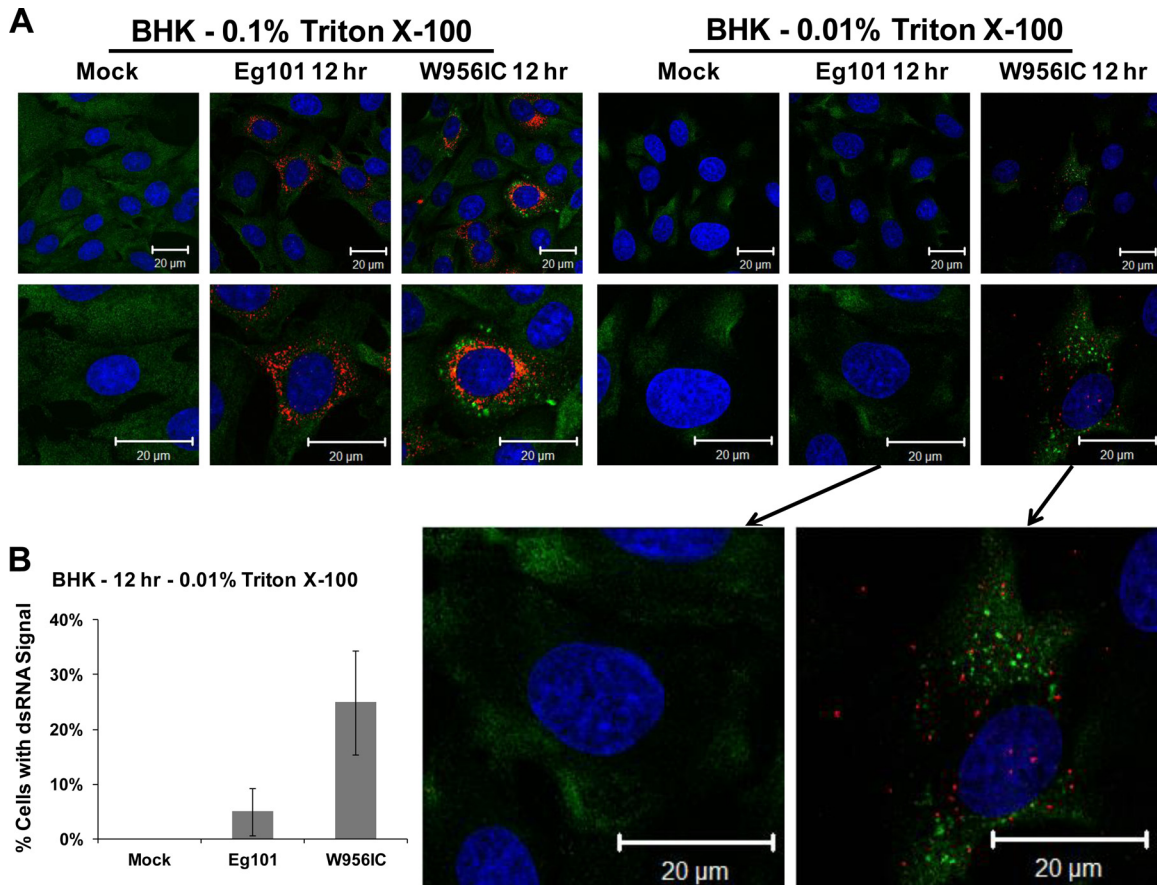 A
BHK - 0.1% Triton X-100
BHK - 0.01% Triton X-100
Mock
Eg101 12 hr
W956IC 12 hr
Mock
Eg101 12 hr
W956IC 12 hr
20 µm
20 µm
20 µm
20 µm
20 µm
20 µm
20 µm
20 µm
20 µm
20 µm
20 µm
20 µm
B
BHK - 12 hr - 0.01% Triton X-100
% Cells with dsRNA Signal
40%
30%
20%
10%
0%
Mock
Eg101
W956IC
20 µm
20 µm